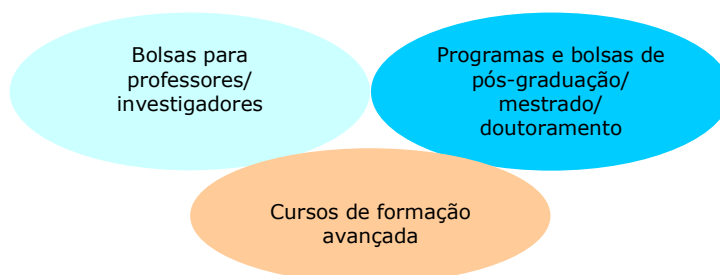 Bolsas para
professores/
investigadores
Programas e bolsas de
pós-graduação/
mestrado/
doutoramento
Cursos de formação
avançada